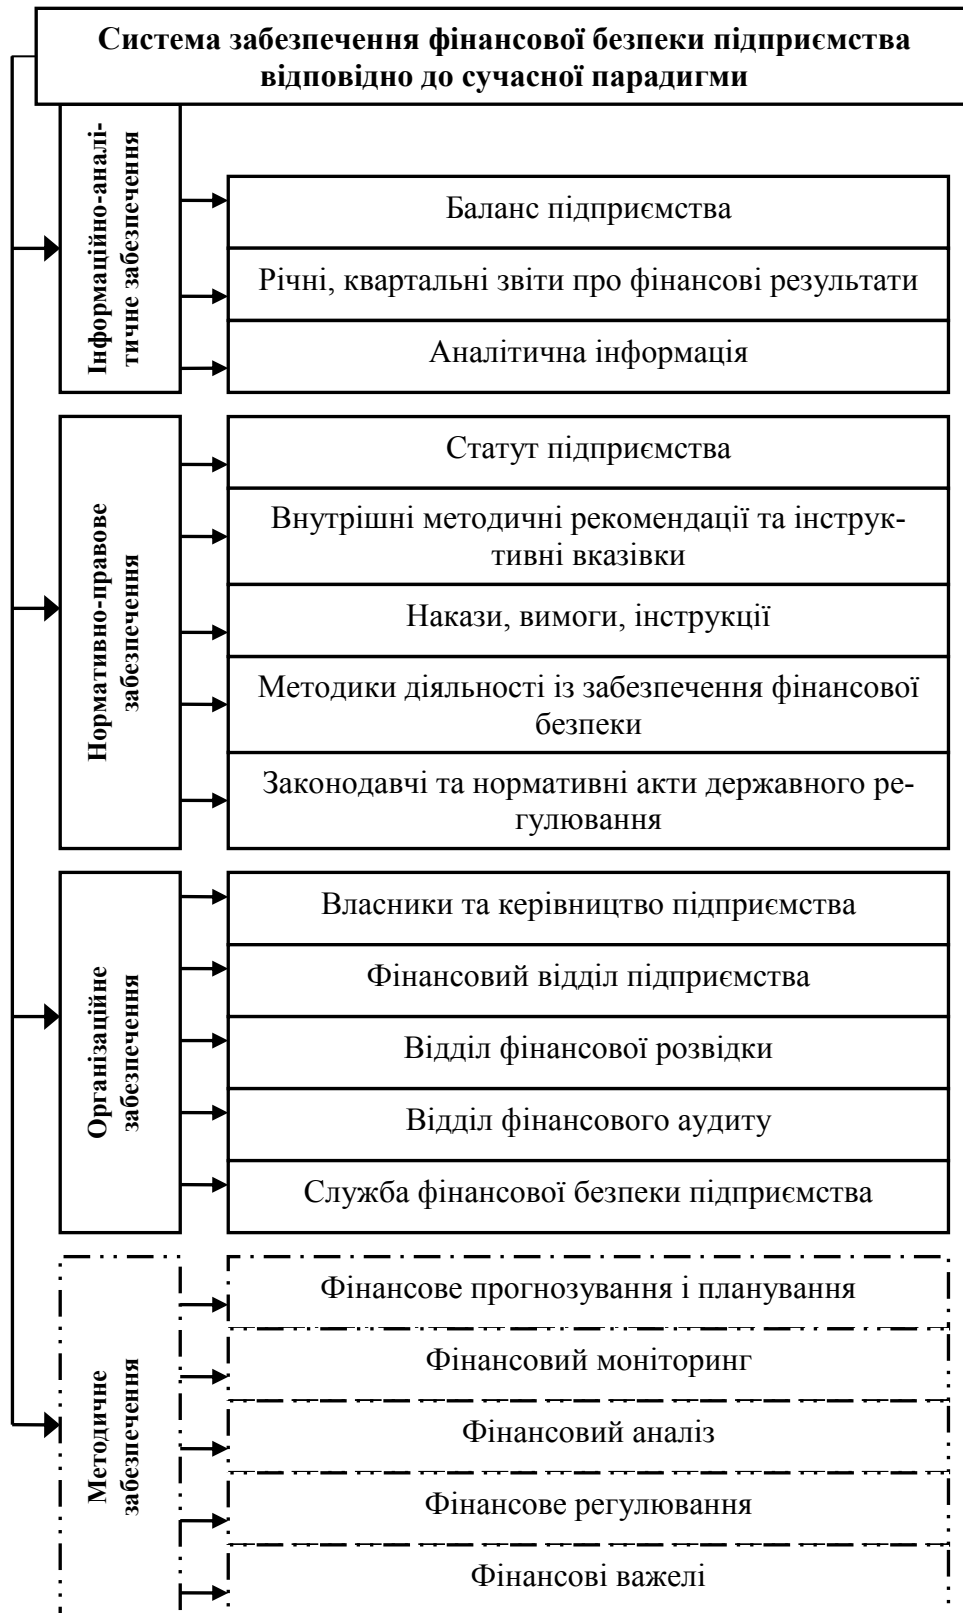 Система забезпечення фінансової безпеки підприємства
відповідно до сучасної парадигми
Інформаційно-аналі-
тичне забезпечення
Баланс підприємства
Річні, квартальні звіти про фінансові результати
Аналітична інформація
Нормативно-правове
забезпечення
Статут підприємства
Внутрішні методичні рекомендації та інструк-
тивні вказівки
Накази, вимоги, інструкції
Методики діяльності із забезпечення фінансової
безпеки
Законодавчі та нормативні акти державного ре-
гулювання
Організаційне
забезпечення
Власники та керівництво підприємства
Фінансовий відділ підприємства
Відділ фінансової розвідки
Відділ фінансового аудиту
Служба фінансової безпеки підприємства
Методичне
забезпечення
Фінансове прогнозування і планування
Фінансовий моніторинг
Фінансовий аналіз
Фінансове регулювання
Фінансові важелі